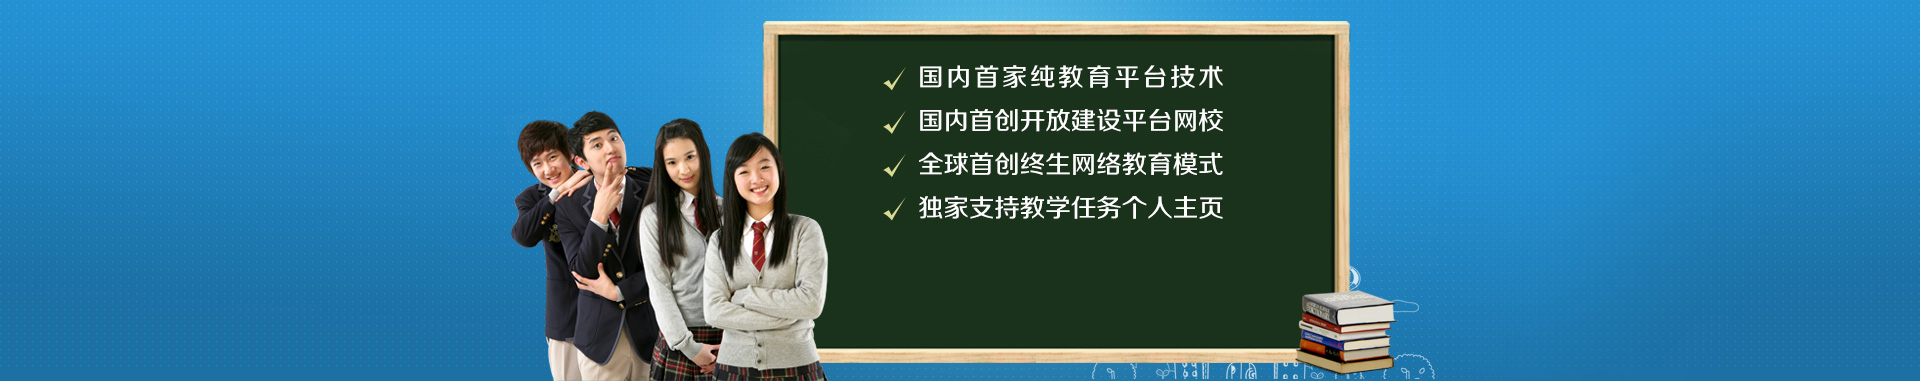 国内首家纯教育平台技术
国内首创开放建设平台网校
全球首创终生网络教育模式
独家支持教学任务个人主页